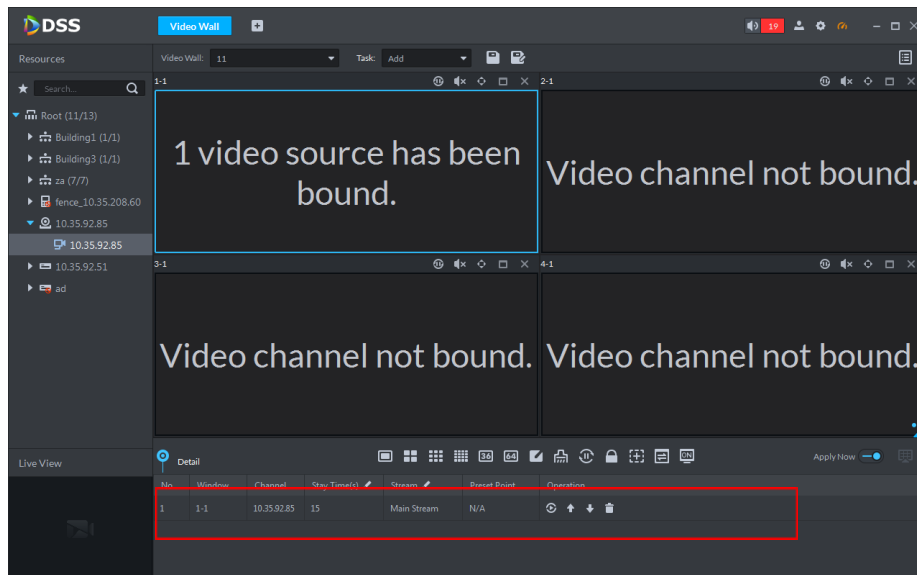 DSS
Video Wall
19
Resources
Video Wall: 11 Task: Add
Search...
1-1
2-1
Root (11/13)
Building1 (1/1)
Building3 (1/1)
za (7/7)
fence_10.35.208.60
10.35.92.85
10.35.92.85
10.35.92.51
ad
1 video source has been
bound.
Video channel not bound.
3-1
4-1
Video channel not bound.
Video channel not bound.
Live View
Detail
36 64
ON
Apply Now
No. Window Channel Stay Time(s) Stream Preset Point Operation
1 1-1 10.35.92.85 15 Main Stream N/A